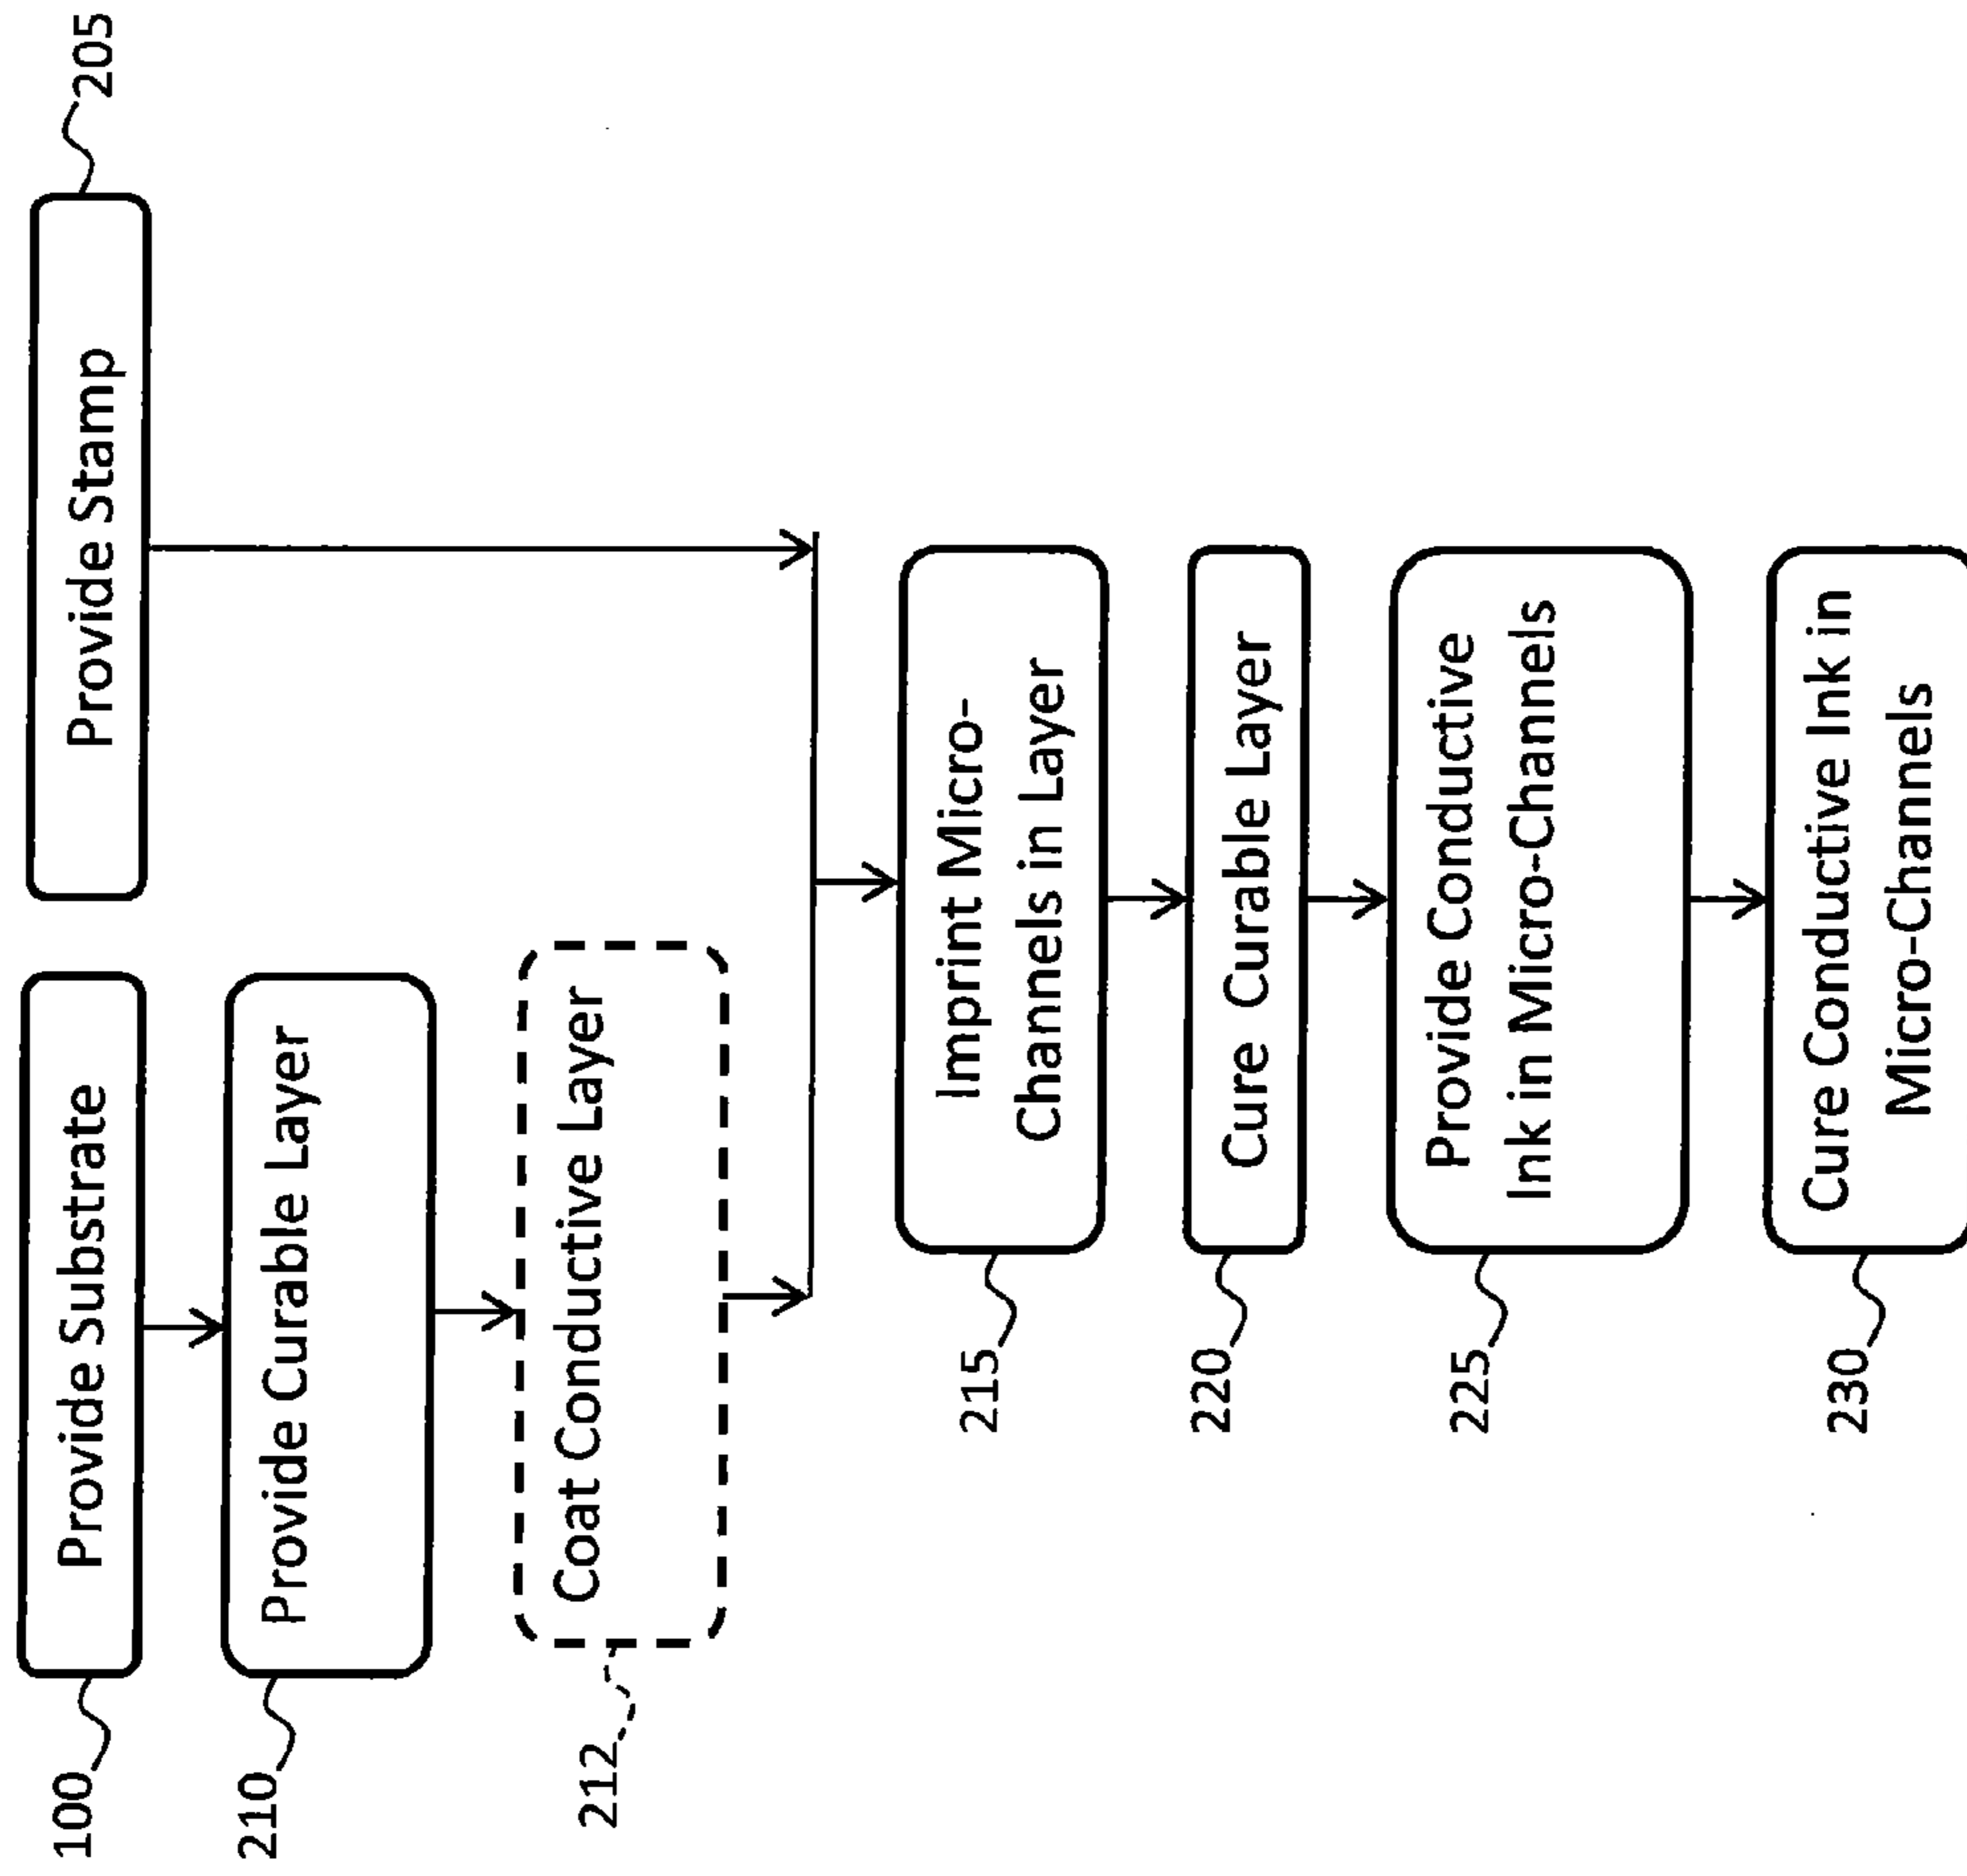 100
Provide Substrate
Provide Stamp
205
210
Provide Curable Layer
212
Coat Conductive Layer
215
Imprint Micro-
Channels in Layer
220
Cure Curable Layer
225
Provide Conductive
Ink in Micro-Channels
230
Cure Conductive Ink in
Micro-Channels